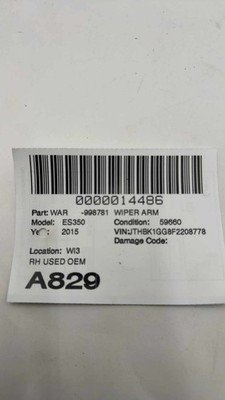 0000014486
Part: WAR -998781 WIPER ARM
Model: ES350 Condition: 59660
2015 VIN:JTHBK1GG8F2208778
Damage Code:
Location: WI3
RH USED OEM
A829